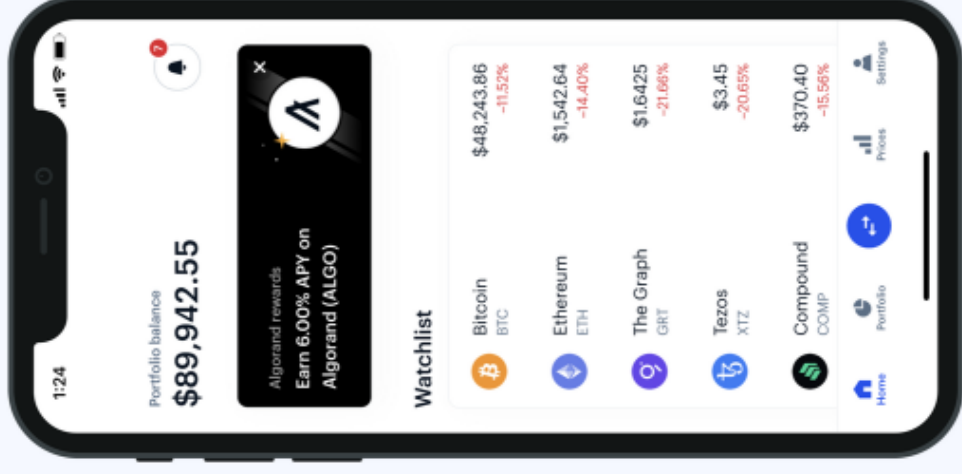 1:24
7
Portfolio balance
$89,942.55
Algorand rewards
Earn 6.00% APY on
Algorand (ALGO)
Watchlist
Bitcoin $48,243.86
BTC -11.52%
Ethereum $1,542.64
ETH -14.40%
The Graph $1.6425
GRT -21.66%
Tezos $3.45
XTZ -20.65%
Compound $370.40
COMP -15.56%
Home Portfolio Prices Settings